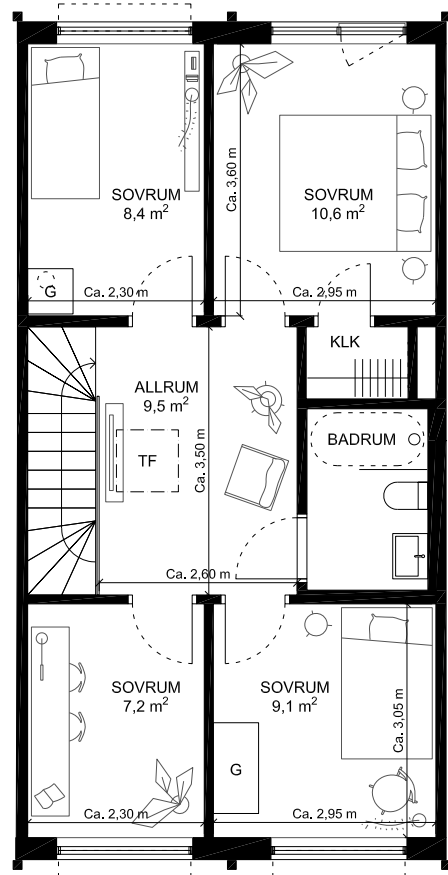 SOVRUM
8,4 m²
SOVRUM
10,6 m²
Ca. 3,60 m
G
Ca. 2,30 m
Ca. 2,95 m
KLK
ALLRUM
9,5 m²
BADRUM
TF
Ca. 3,50 m
Ca. 2,60 m
SOVRUM
7,2 m²
SOVRUM
9,1 m²
Ca. 3,05 m
G
Ca. 2,30 m
Ca. 2,95 m